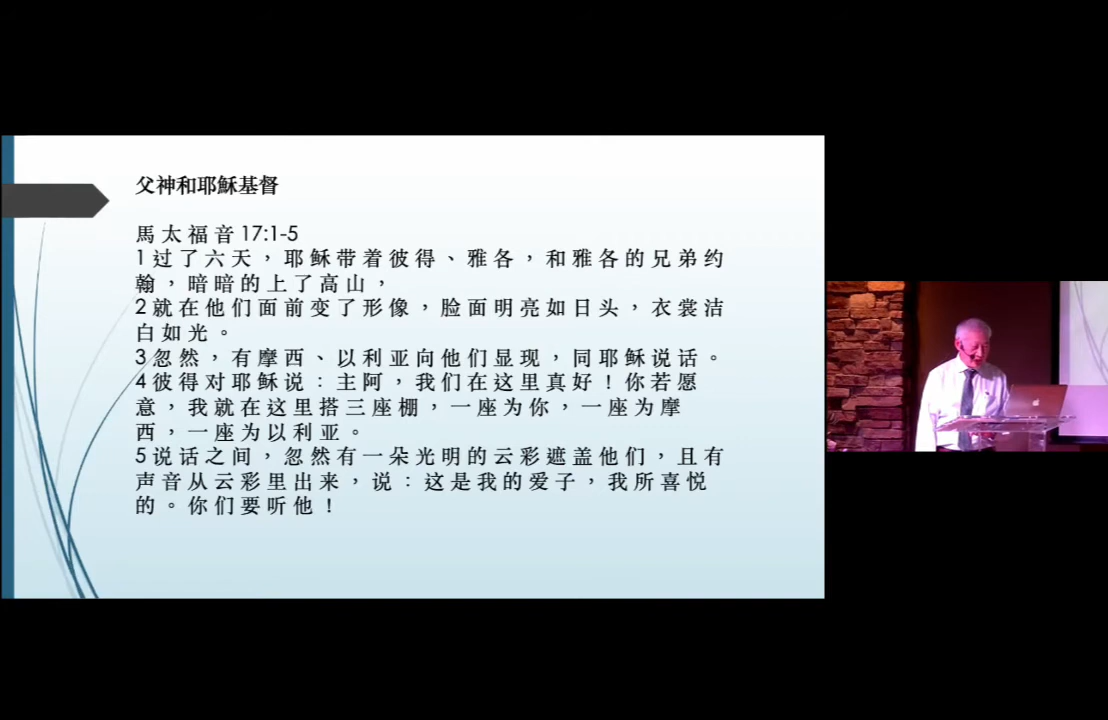 父神和耶穌基督
馬太福音17:1-5
1过了六天，耶稣带着彼得、雅各，和雅各的兄弟约
翰，暗暗的上了高山，
2就在他们面前变了形像，脸面明亮如日头，衣裳洁
白如光。
3忽然，有摩西、以利亚向他们显现，同耶稣说话。
4彼得对耶稣说：主阿，我们在这里真好！你若愿
意，我就在这里搭三座棚，一座为你，一座为摩
西，一座为以利亚。
5说话之间，忽然有一朵光明的云彩遮盖他们，且有
声音从云彩里出来，说：这是我的爱子，我所喜悦
的。你们要听他！